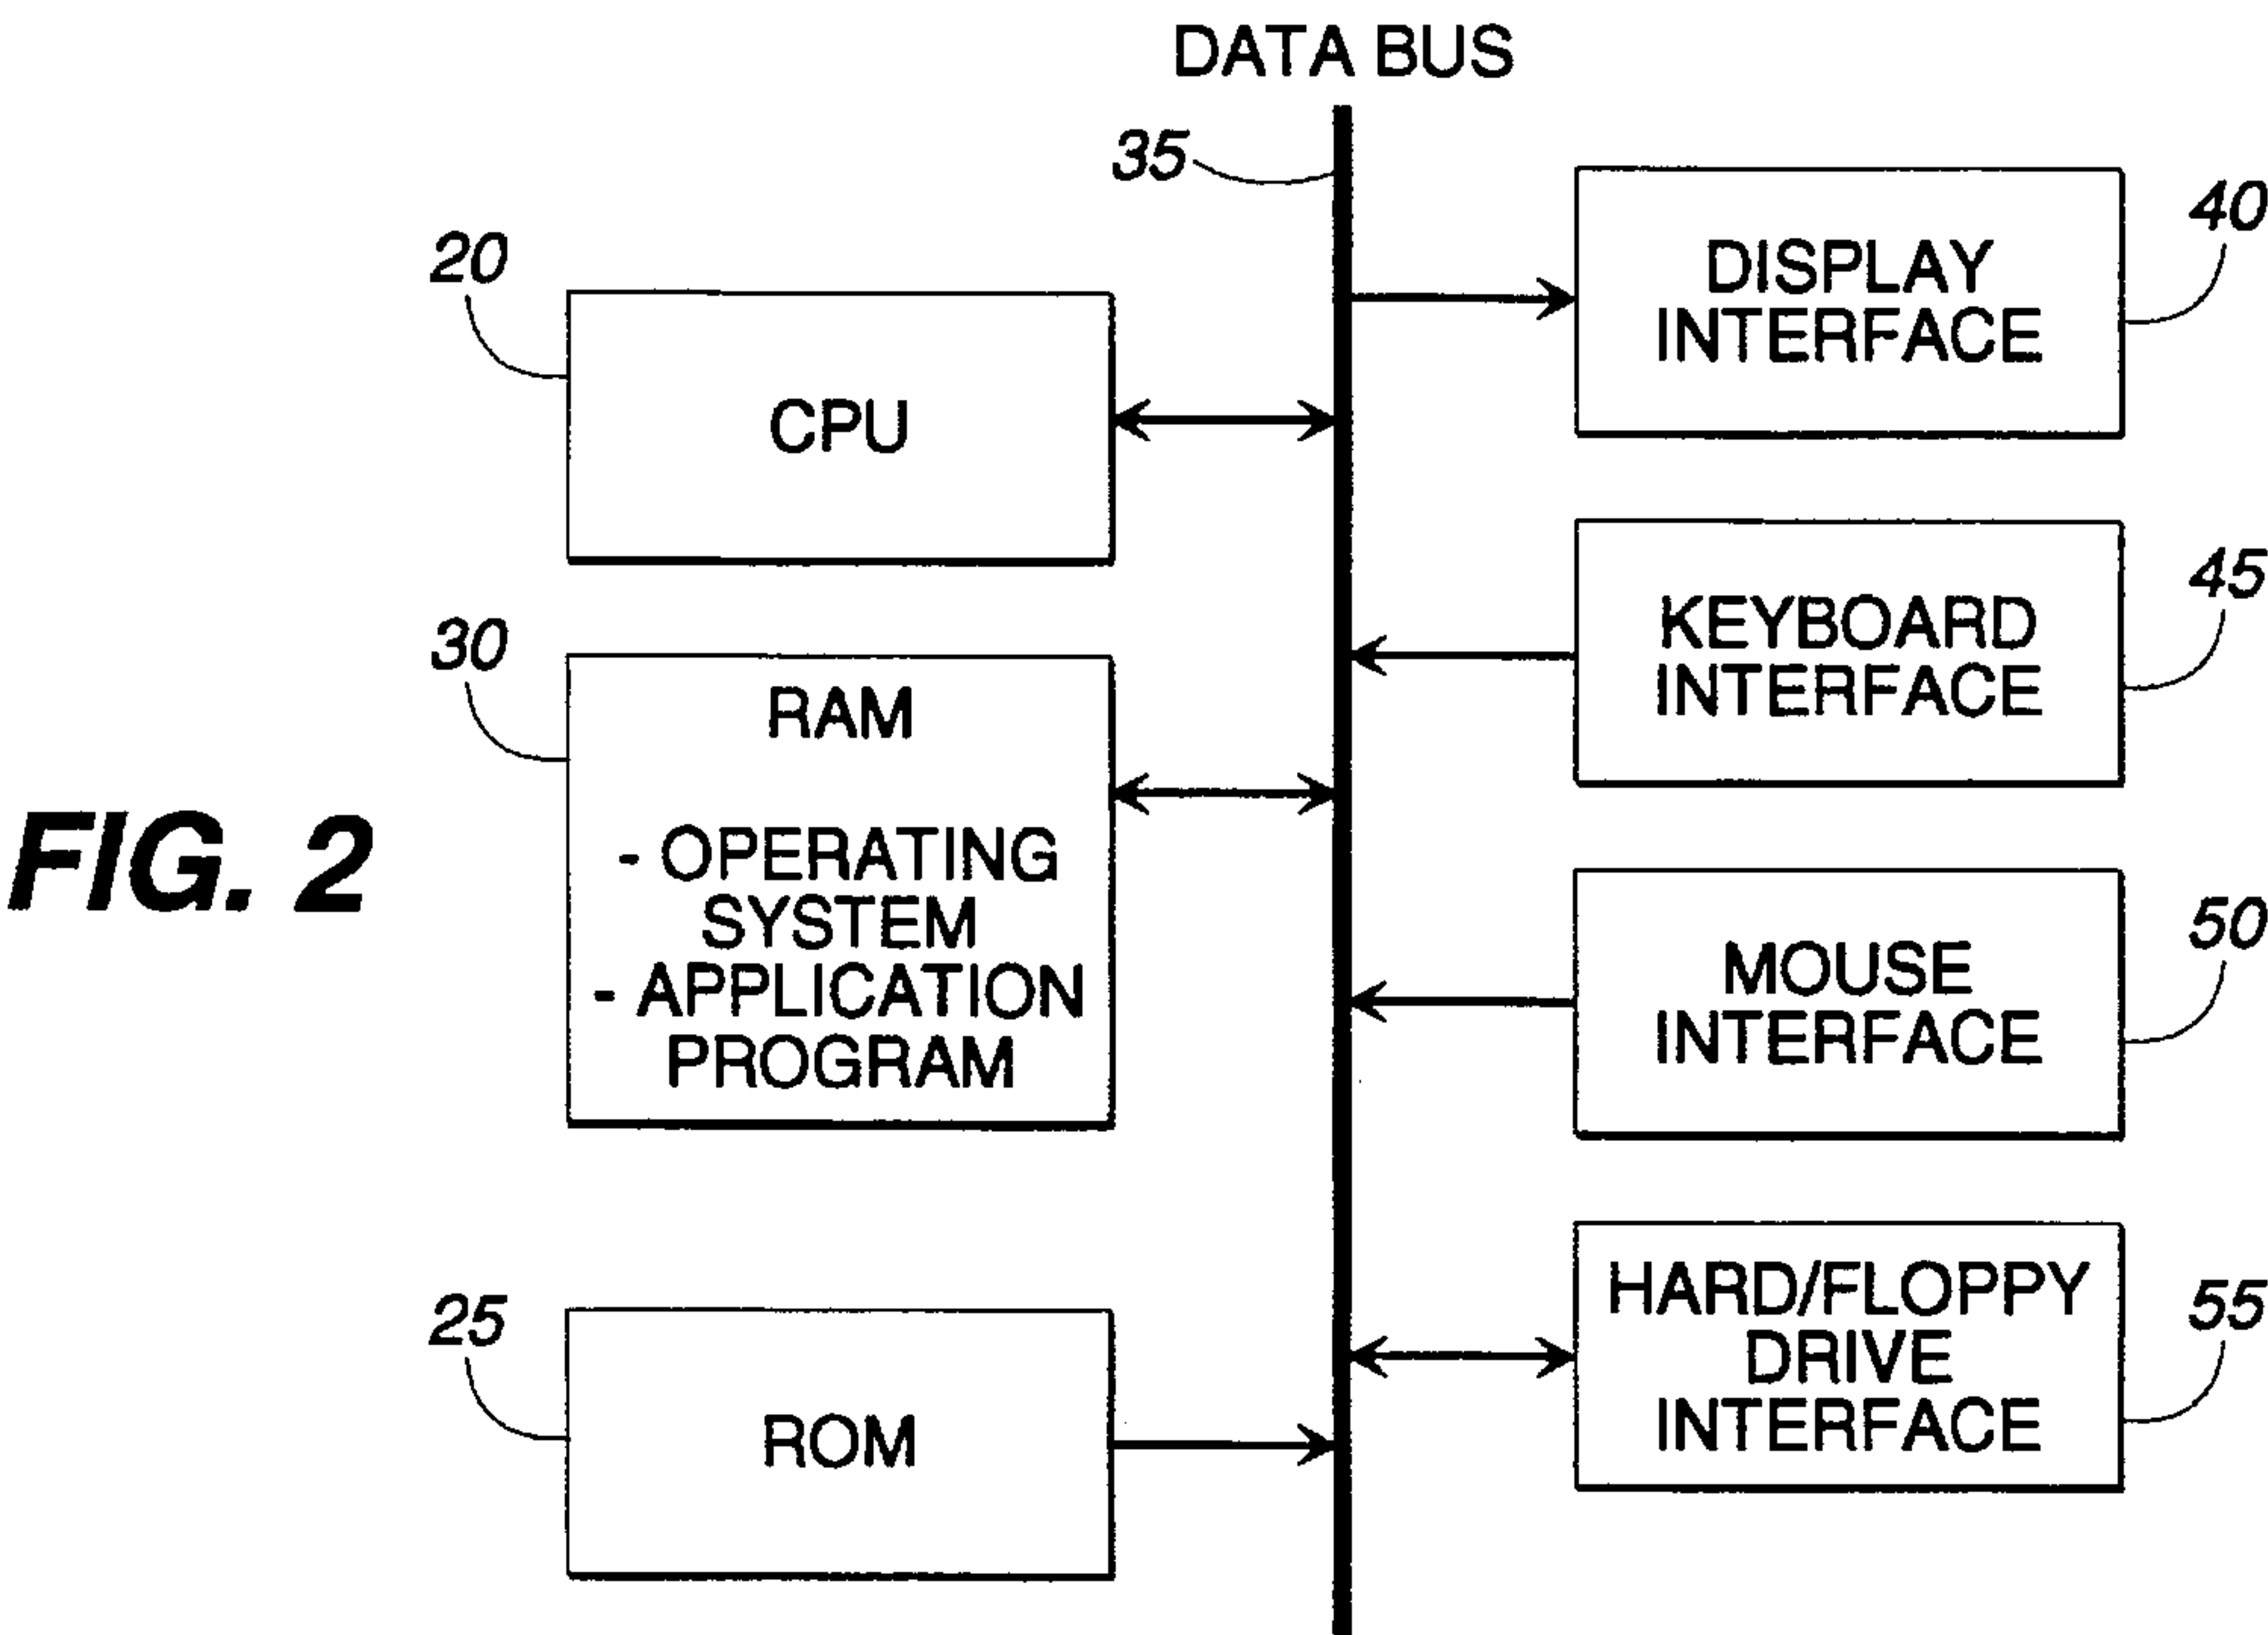 DATA BUS
35
20
CPU
30
RAM
- OPERATING
SYSTEM
- APPLICATION
PROGRAM
25
ROM
40
DISPLAY
INTERFACE
45
KEYBOARD
INTERFACE
50
MOUSE
INTERFACE
55
HARD/FLOPPY
DRIVE
INTERFACE
FIG. 2